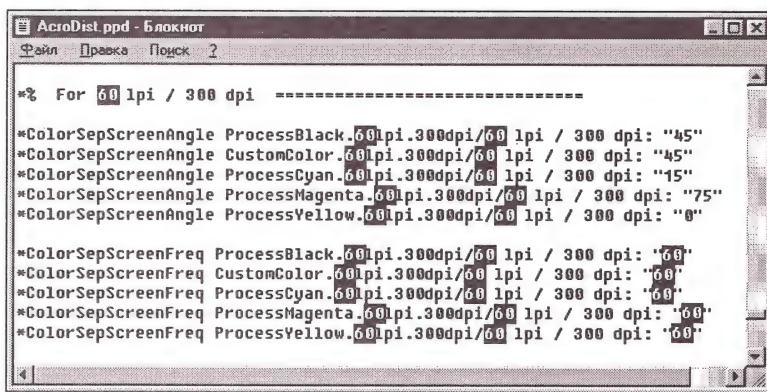 AcroDist.ppd - Блокнот
Файл Правка Поиск ?
*% For 60 lpi / 300 dpi ================================
*ColorSepScreenAngle ProcessBlack.60lpi.300dpi/60 lpi / 300 dpi: "45"
*ColorSepScreenAngle CustomColor.60lpi.300dpi/60 lpi / 300 dpi: "45"
*ColorSepScreenAngle ProcessCyan.60lpi.300dpi/60 lpi / 300 dpi: "15"
*ColorSepScreenAngle ProcessMagenta.60lpi.300dpi/60 lpi / 300 dpi: "75"
*ColorSepScreenAngle ProcessYellow.60lpi.300dpi/60 lpi / 300 dpi: "0"
*ColorSepScreenFreq ProcessBlack.60lpi.300dpi/60 lpi / 300 dpi: "60"
*ColorSepScreenFreq CustomColor.60lpi.300dpi/60 lpi / 300 dpi: "60"
*ColorSepScreenFreq ProcessCyan.60lpi.300dpi/60 lpi / 300 dpi: "60"
*ColorSepScreenFreq ProcessMagenta.60lpi.300dpi/60 lpi / 300 dpi: "60"
*ColorSepScreenFreq ProcessYellow.60lpi.300dpi/60 lpi / 300 dpi: "60"